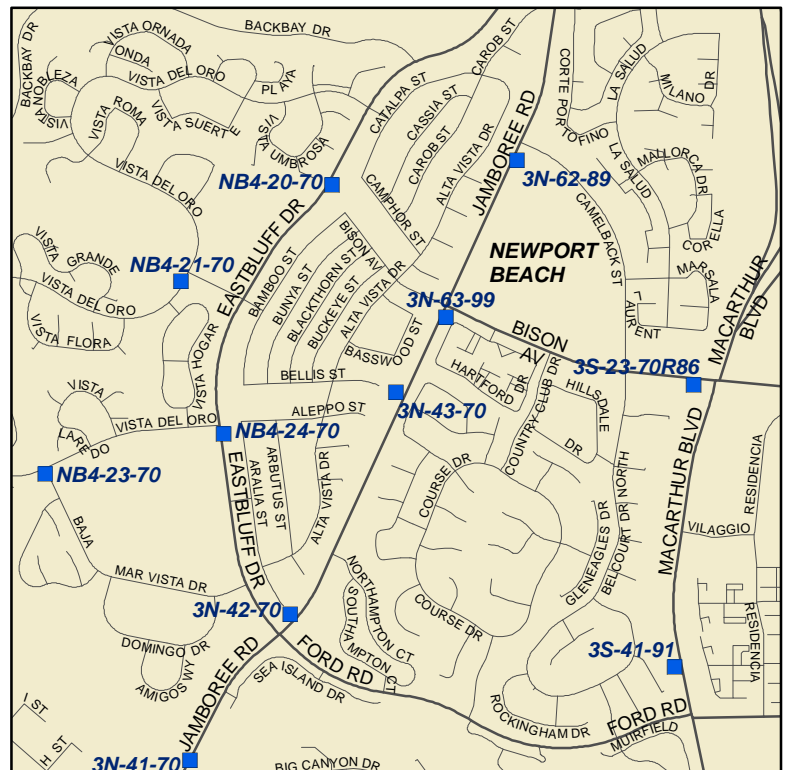 BACKBAY DR
BACKBAY DR
VISTA ORNADA
ONDA
VISTA DEL ORO
VISTA NOBLEZA
VISTA ROMA
VISTA SUERTE
PLAYA
VISTA UMBROSA
CATALPA ST
CASSIA ST
CAROB ST
CAROB ST
ALTA VISTA DR
CAMPHOR ST
JAMBOREE RD
CORTE PORTOFINO
LA SALUD
MILANO DR
LA SALUD
MALLORCA DR
CORELLA
MARSALA
CAMELBACK ST
AURENT
3N-62-89
NB4-20-70
VISTA DEL ORO
NEWPORT
BEACH
MACARTHUR
BLVD
VISTA GRANDE
NB4-21-70
EASTBLUFF DR
BISON AV
BAMBOO ST
BUNYA ST
BLACKTHORN ST
BUCKEYE ST
ALTA VISTA DR
VISTA DEL ORO
VISTA FLORA
VISTA HOGAR
3N-63-99
BISON
AV
BASSWOOD ST
BELLIS ST
HARTFORD DR
COUNTRY CLUB DR
HILLSDALE DR
3S-23-70R86
3N-43-70
VISTA LAREDO
VISTA DEL ORO
NB4-24-70
ALEPPO ST
MACARTHUR BLVD
RESIDENCIA
NB4-23-70
EASTBLUFF DR
ARALIA ST
ARBUTUS ST
ALTA VISTA DR
COURSE DR
BELCOURT DR NORTH
GLENEAGLES DR
VILAGGIO
BAJA
MAR VISTA DR
3N-42-70
NORTHAMPTON CT
SOUTHAMPTON CT
COURSE DR
RESIDENCIA
DOMINGO DR
AMIGOS WY
JAMBOREE RD
FORD RD
SEA ISLAND DR
3S-41-91
ROCKINGHAM DR
FORD RD
MUIRFIELD
I ST
H ST
3N-41-70
BIG CANYON DR